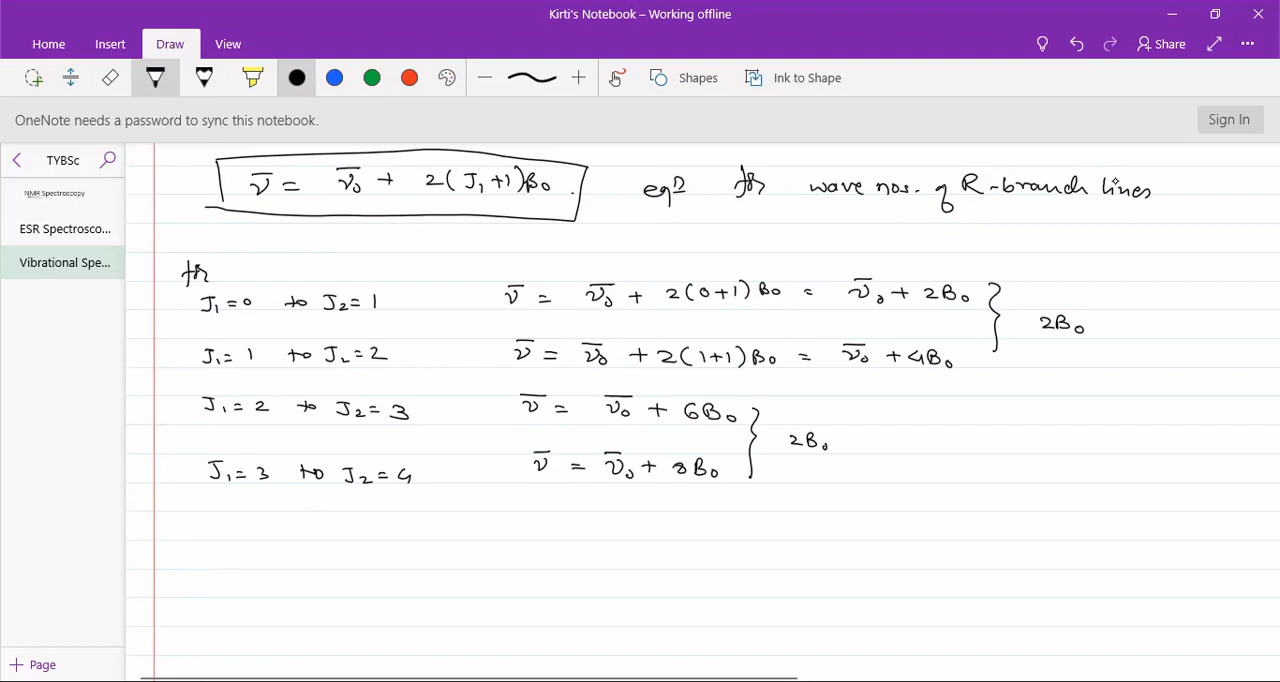 Kirti's Notebook – Working offline
Home Insert Draw View Share
Shapes Ink to Shape
OneNote needs a password to sync this notebook. Sign In
TYBSc
NMR Spectroscopy
ESR Spectrosco...
Vibrational Spe...
ν̅ = ν̅₀ + 2(J₁+1)B₀ . eqn for wave nos. of R-branch lines
for
J₁=0 to J₂=1 ν̅ = ν̅₀ + 2(0+1)B₀ = ν̅₀ + 2B₀
2B₀
J₁=1 to J₂=2 ν̅ = ν̅₀ + 2(1+1)B₀ = ν̅₀ + 4B₀
J₁=2 to J₂=3 ν̅ = ν̅₀ + 6B₀
2B₀
J₁=3 to J₂=4 ν̅ = ν̅₀ + 8B₀
+ Page